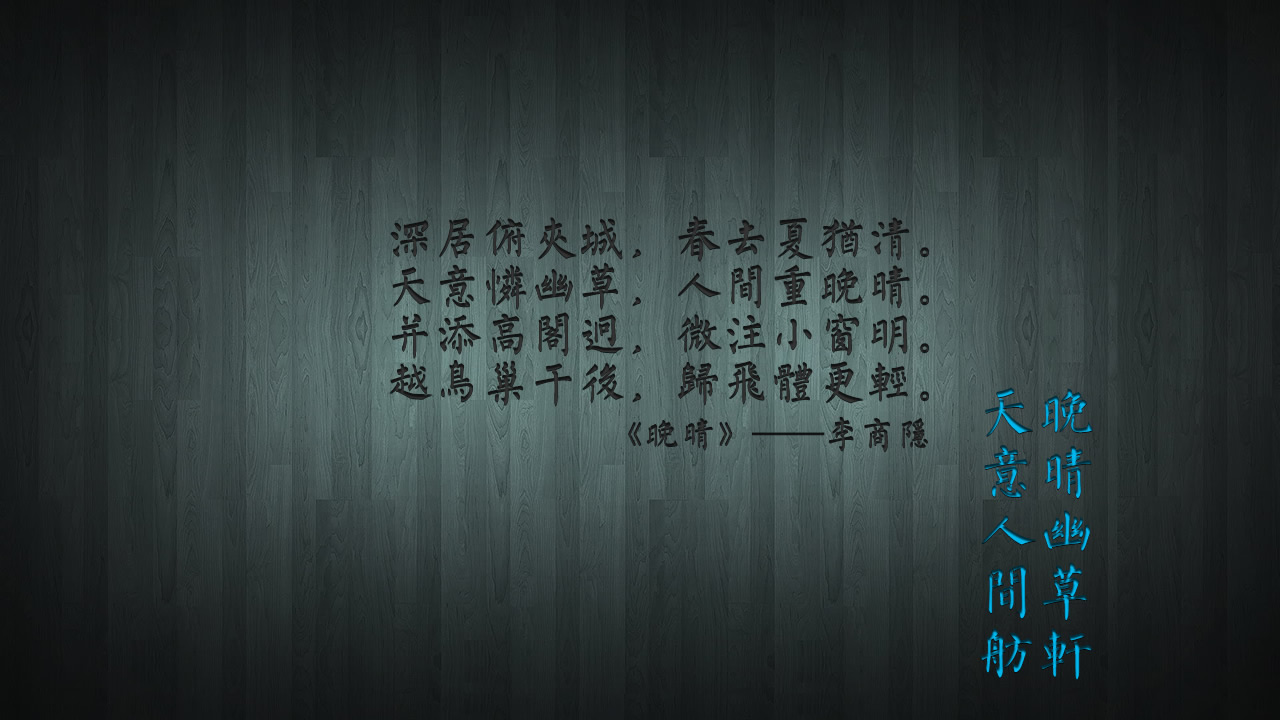 深居俯夾城，春去夏猶清。
天意憐幽草，人間重晚晴。
并添高閣迥，微注小窗明。
越鳥巢干後，歸飛體更輕。
《晚晴》——李商隱
晚晴幽草軒
天意人間舫